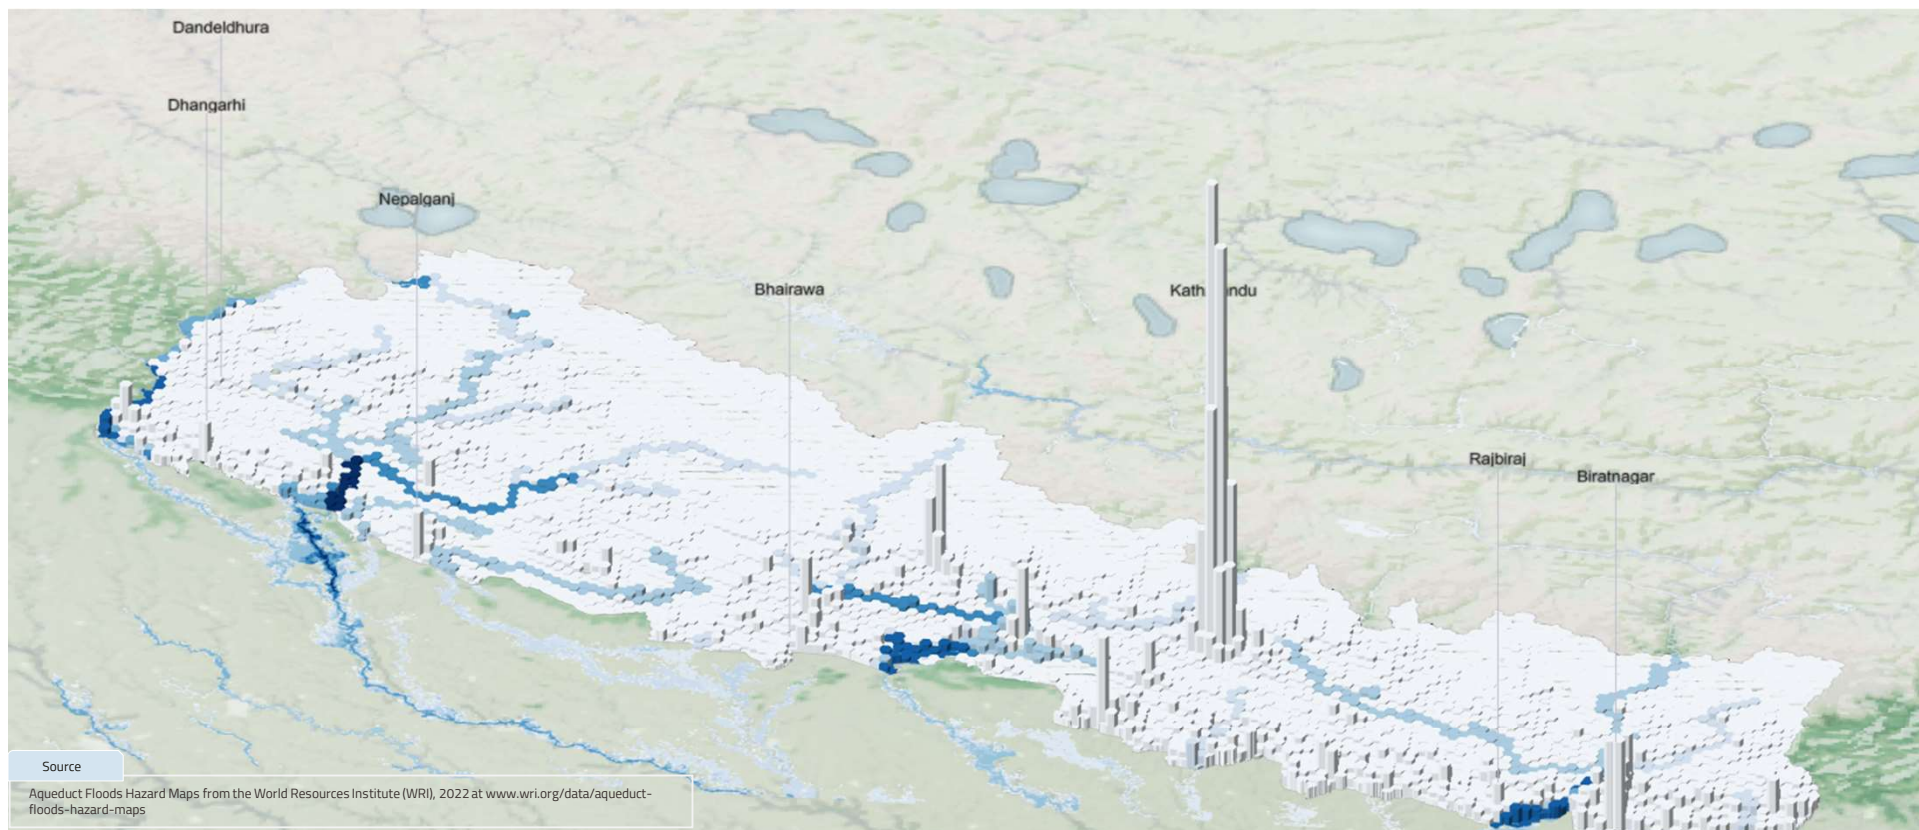 Dandeldhura
Dhangarhi
Nepalganj
Bhairawa
Kath ndu
Rajbiraj
Biratnagar
Source
Aqueduct Floods Hazard Maps from the World Resources Institute (WRI), 2022 at www.wri.org/data/aqueduct-
floods-hazard-maps